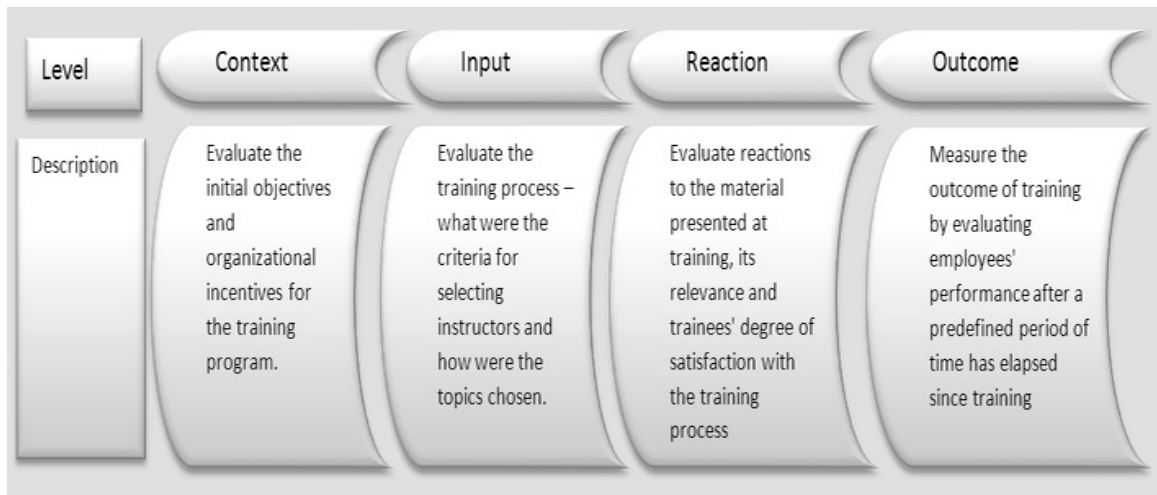 Level
Context
Input
Reaction
Outcome
Description
Evaluate the
initial objectives
and
organizational
incentives for
the training
program.
Evaluate the
training process –
what were the
criteria for
selecting
instructors and
how were the
topics chosen.
Evaluate reactions
to the material
presented at
training, its
relevance and
trainees' degree of
satisfaction with
the training
process
Measure the
outcome of training
by evaluating
employees'
performance after a
predefined period of
time has elapsed
since training